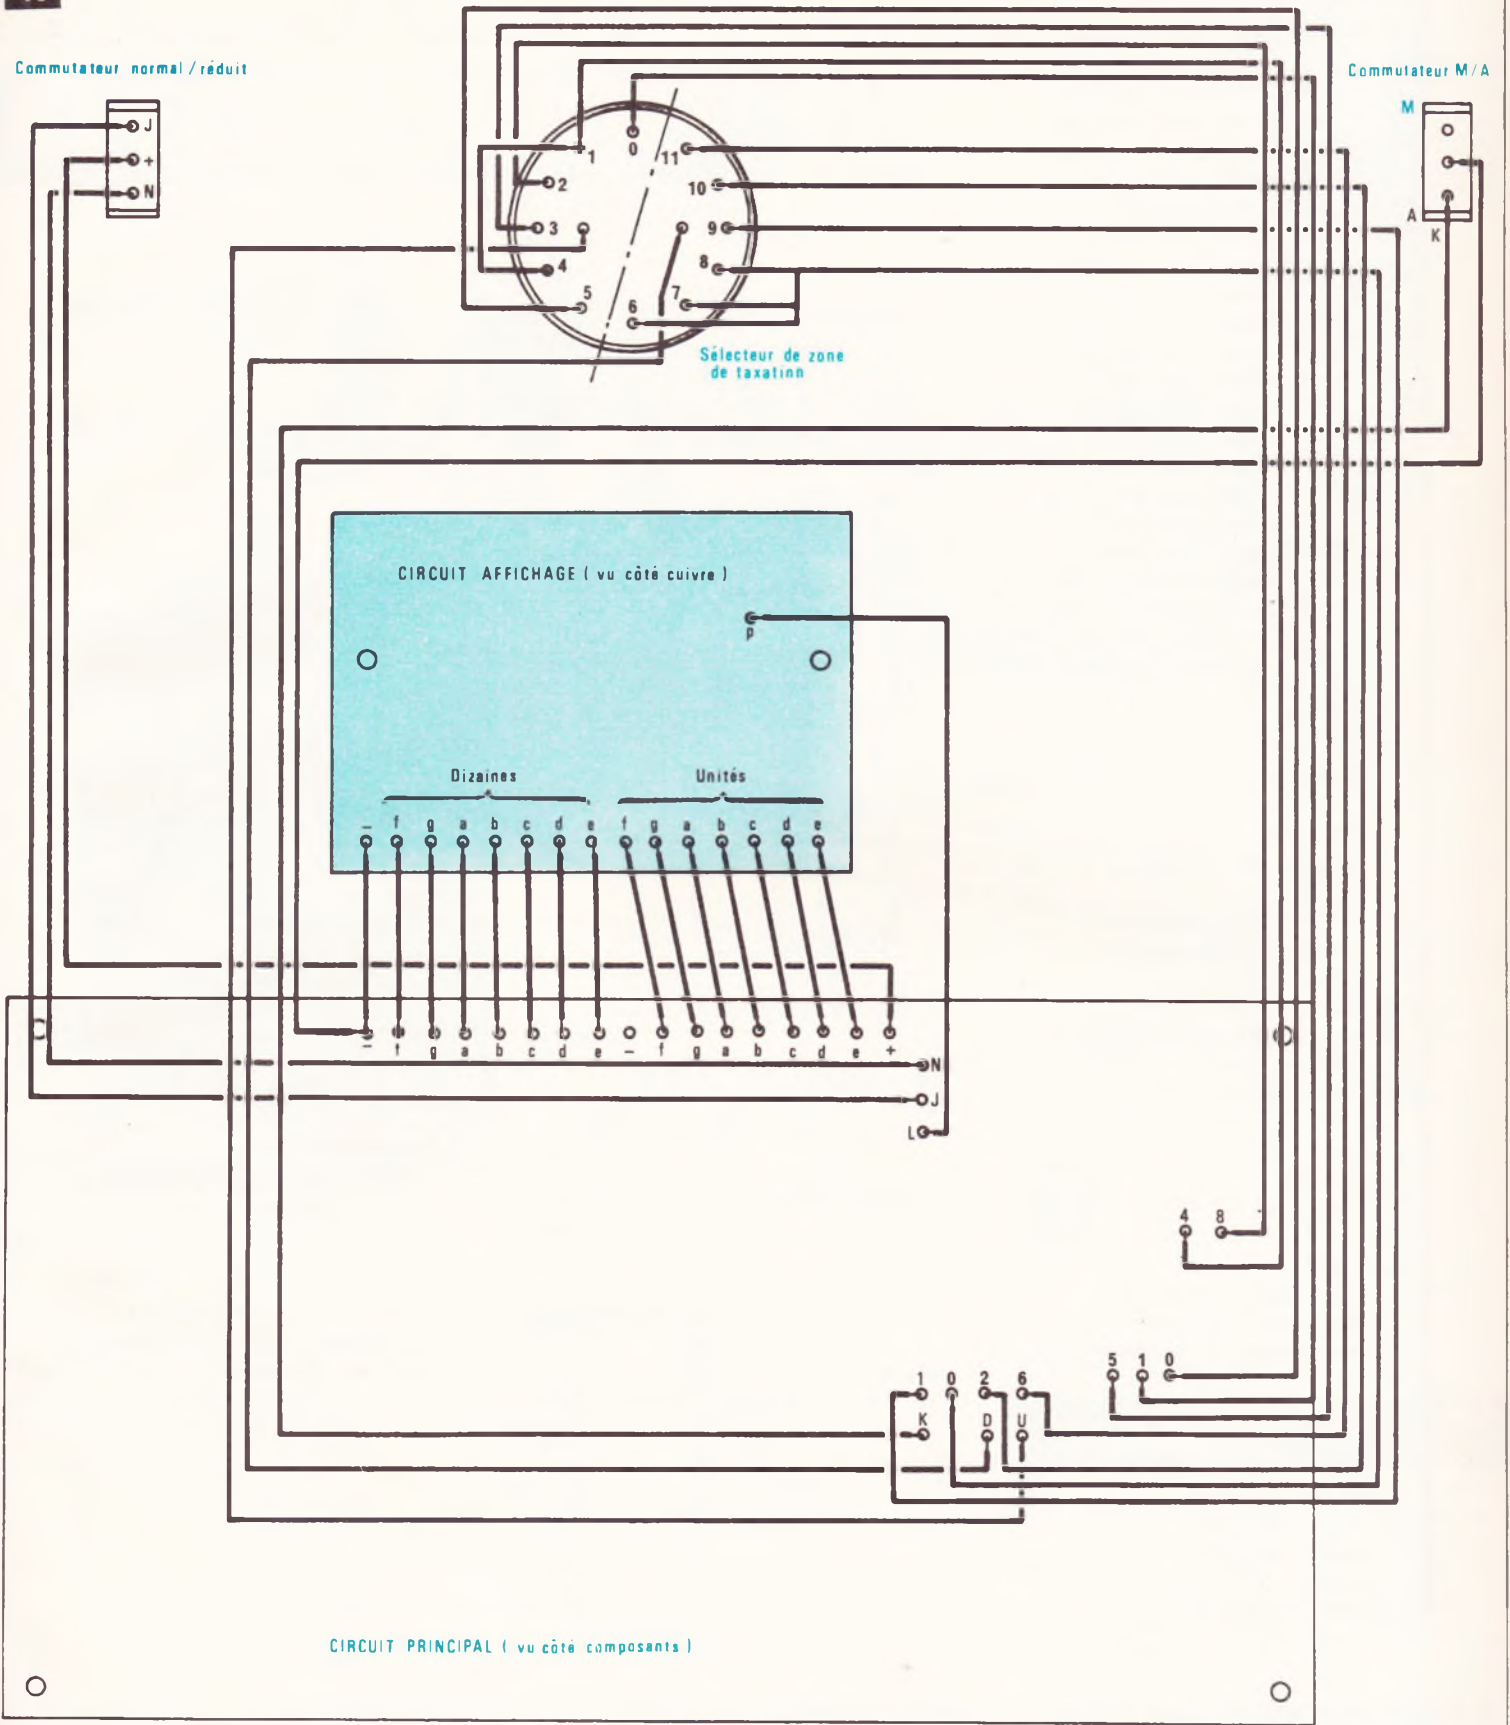 Commutateur normal / réduit
Commutateur M / A
J
+
N
M
A
K
0
1
2
3
4
5
6
7
8
9
10
11
Sélecteur de zone
de taxation
CIRCUIT AFFICHAGE ( vu côté cuivre )
p
Dizaines Unités
– f g a b c d e f g a b c d e
– f g a b c d e – f g a b c d e +
N
J
L
4 8
5 1 0
1 0 2 6
K D U
CIRCUIT PRINCIPAL ( vu côté composants )